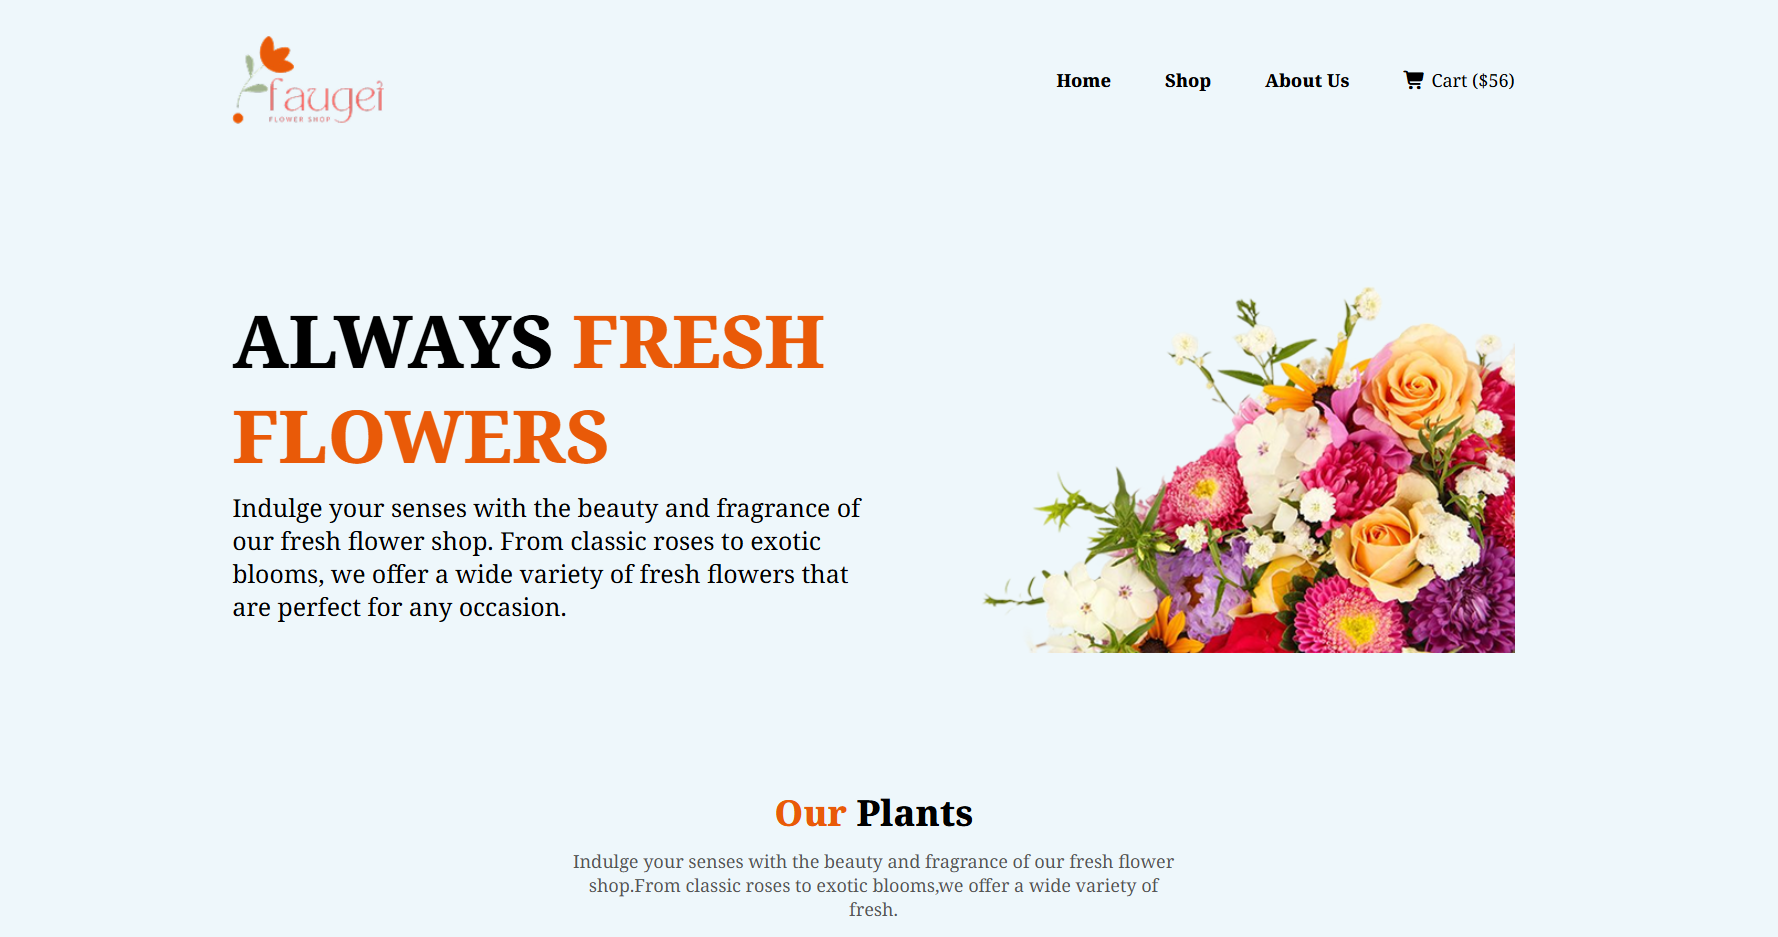 fauget
FLOWER SHOP
Home Shop About Us Cart ($56)
ALWAYS FRESH
FLOWERS
Indulge your senses with the beauty and fragrance of
our fresh flower shop. From classic roses to exotic
blooms, we offer a wide variety of fresh flowers that
are perfect for any occasion.
Our Plants
Indulge your senses with the beauty and fragrance of our fresh flower
shop.From classic roses to exotic blooms,we offer a wide variety of
fresh.